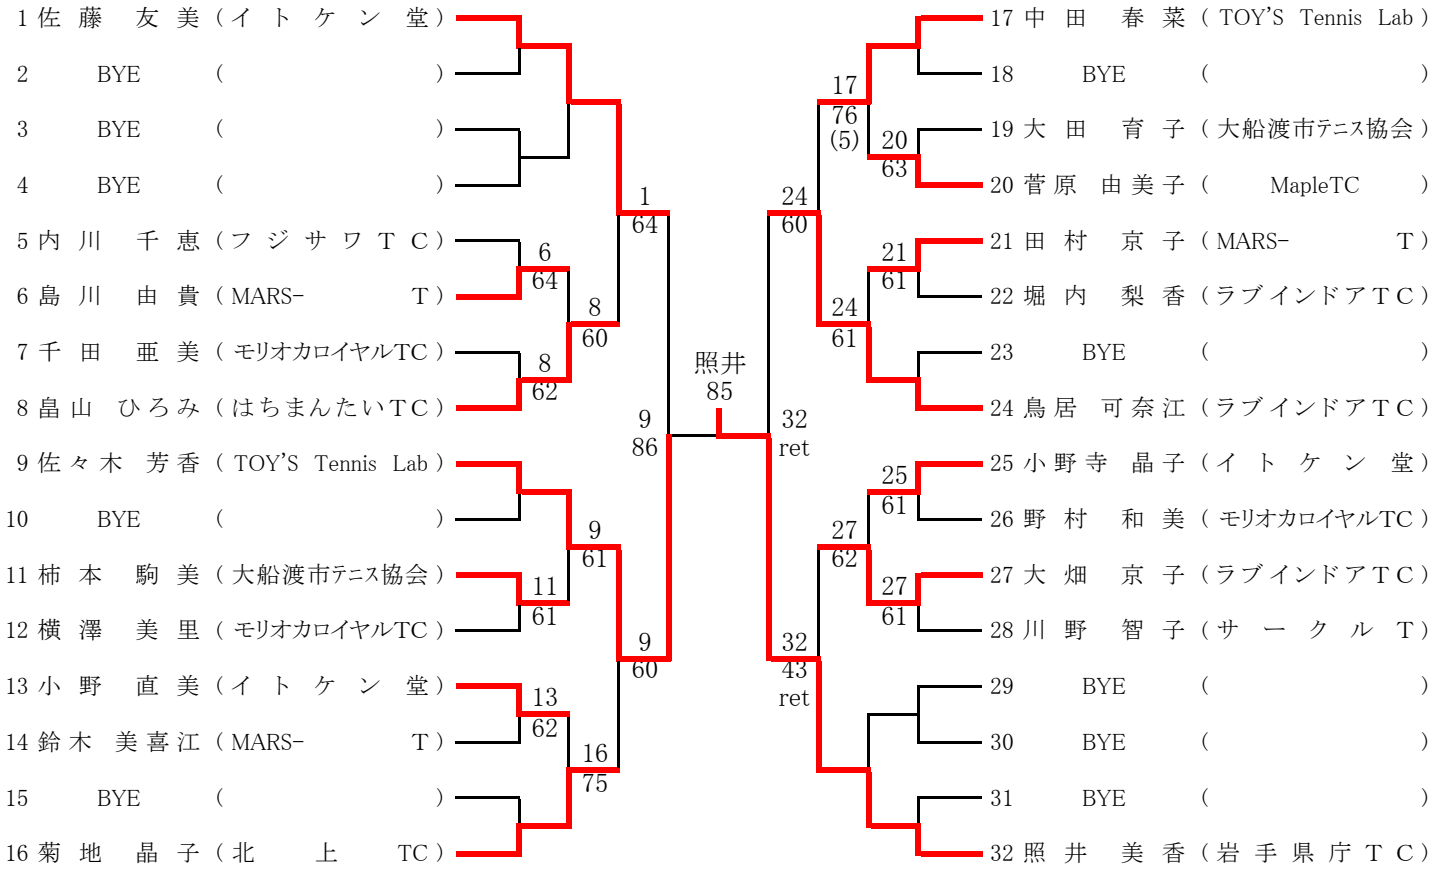 1 佐藤 友美 (イトケン堂)
2 BYE ( )
3 BYE ( )
4 BYE ( )
5 内川 千恵 (フジサワTC)
6 島川 由貴 (MARS-T)
7 千田 亜美 (モリオカロイヤルTC)
8 畠山 ひろみ (はちまんたいTC)
9 佐々木 芳香 (TOY'S Tennis Lab)
10 BYE ( )
11 柿本 駒美 (大船渡市テニス協会)
12 横澤 美里 (モリオカロイヤルTC)
13 小野 直美 (イトケン堂)
14 鈴木 美喜江 (MARS-T)
15 BYE ( )
16 菊地 晶子 (北上TC)
6
64
8
62
11
61
13
62
8
60
9
61
16
75
1
64
9
60
9
86
照井
85
32
ret
24
60
32
43
ret
17
76
(5)
24
61
27
62
20
63
21
61
25
61
27
61
17 中田 春菜 (TOY'S Tennis Lab)
18 BYE ( )
19 大田 育子 (大船渡市テニス協会)
20 菅原 由美子 (MapleTC)
21 田村 京子 (MARS-T)
22 堀内 梨香 (ラブインドアTC)
23 BYE ( )
24 鳥居 可奈江 (ラブインドアTC)
25 小野寺 晶子 (イトケン堂)
26 野村 和美 (モリオカロイヤルTC)
27 大畑 京子 (ラブインドアTC)
28 川野 智子 (サークルT)
29 BYE ( )
30 BYE ( )
31 BYE ( )
32 照井 美香 (岩手県庁TC)